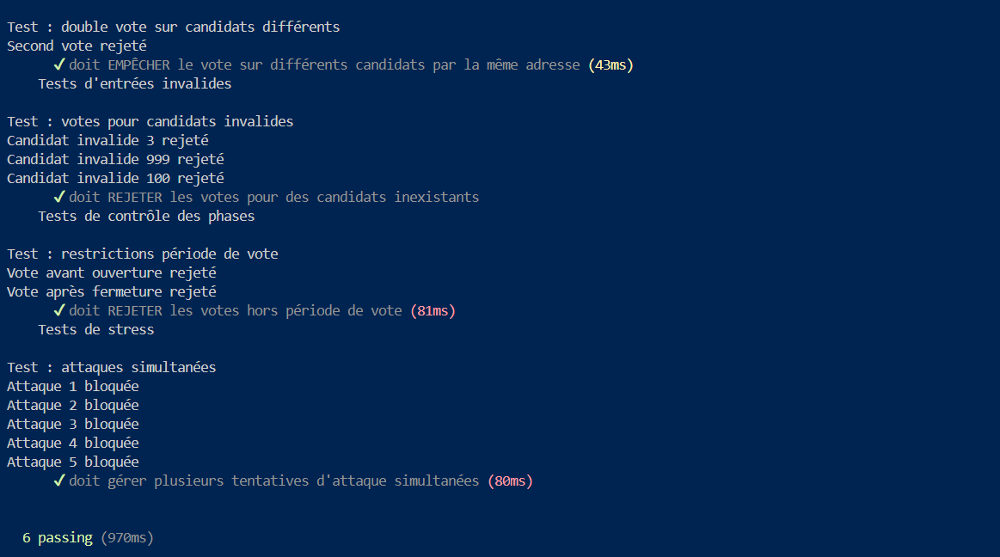 Test : double vote sur candidats différents
Second vote rejeté
✓ doit EMPÊCHER le vote sur différents candidats par la même adresse (43ms)
Tests d'entrées invalides
Test : votes pour candidats invalides
Candidat invalide 3 rejeté
Candidat invalide 999 rejeté
Candidat invalide 100 rejeté
✓ doit REJETER les votes pour des candidats inexistants
Tests de contrôle des phases
Test : restrictions période de vote
Vote avant ouverture rejeté
Vote après fermeture rejeté
✓ doit REJETER les votes hors période de vote (81ms)
Tests de stress
Test : attaques simultanées
Attaque 1 bloquée
Attaque 2 bloquée
Attaque 3 bloquée
Attaque 4 bloquée
Attaque 5 bloquée
✓ doit gérer plusieurs tentatives d'attaque simultanées (80ms)
6 passing (970ms)